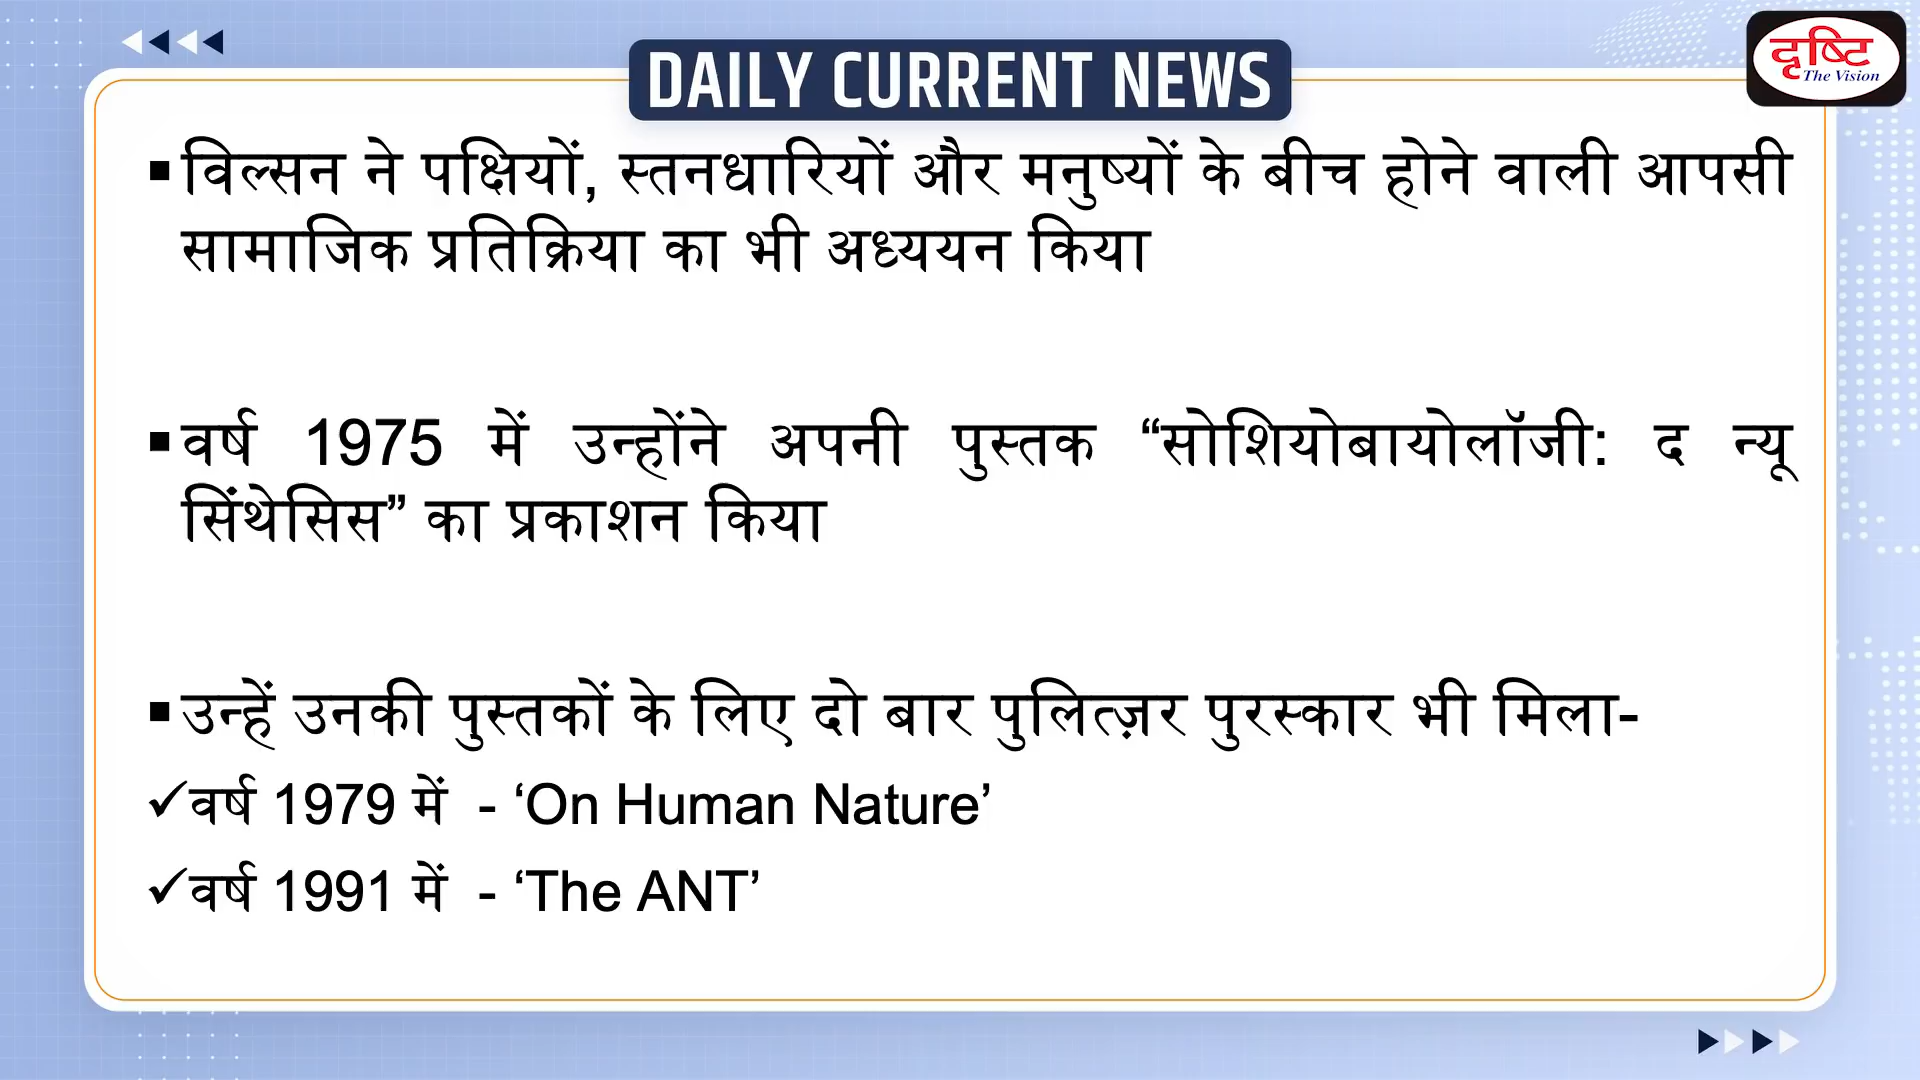 DAILY CURRENT NEWS
दृष्टि
The Vision
▪विल्सन ने पक्षियों, स्तनधारियों और मनुष्यों के बीच होने वाली आपसी
सामाजिक प्रतिक्रिया का भी अध्ययन किया
▪वर्ष 1975 में उन्होंने अपनी पुस्तक “सोशियोबायोलॉजी: द न्यू
सिंथेसिस” का प्रकाशन किया
▪उन्हें उनकी पुस्तकों के लिए दो बार पुलित्ज़र पुरस्कार भी मिला-
✓वर्ष 1979 में - ‘On Human Nature’
✓वर्ष 1991 में - ‘The ANT’